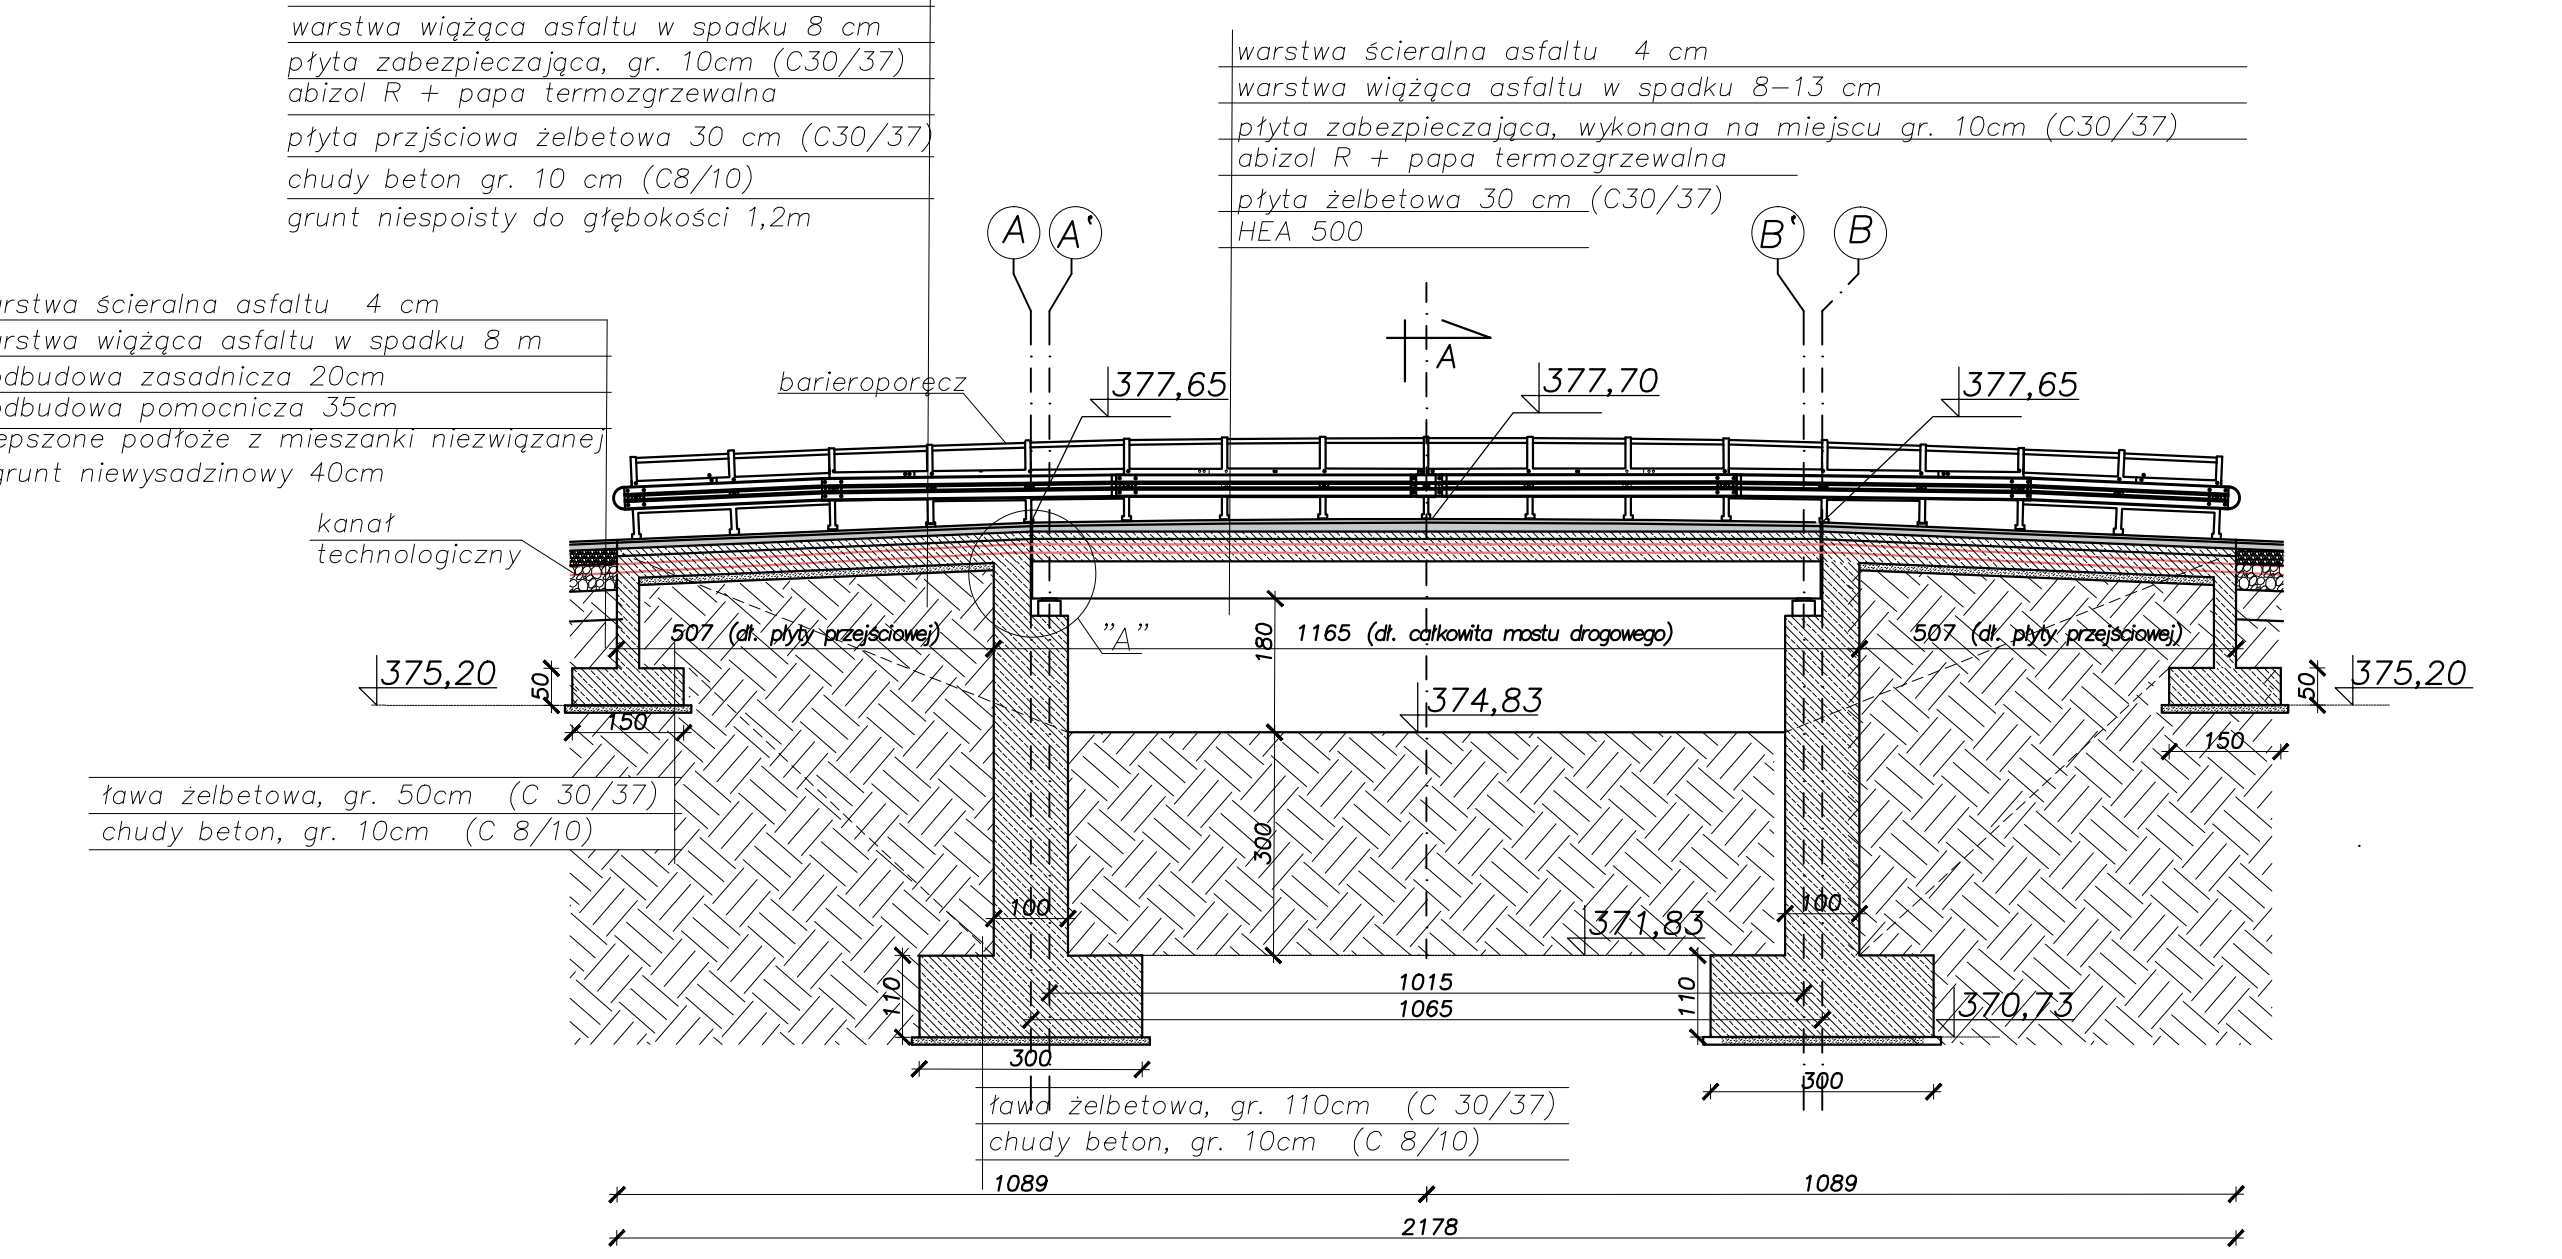 warstwa wiążąca asfaltu w spadku 8 cm
płyta zabezpieczająca, gr. 10cm (C30/37)
abizol R + papa termozgrzewalna
płyta przjściowa żelbetowa 30 cm (C30/37)
chudy beton gr. 10 cm (C8/10)
grunt niespoisty do głębokości 1,2m
warstwa ścieralna asfaltu 4 cm
warstwa wiążąca asfaltu w spadku 8-13 cm
płyta zabezpieczająca, wykonana na miejscu gr. 10cm (C30/37)
abizol R + papa termozgrzewalna
płyta żelbetowa 30 cm (C30/37)
HEA 500
A A' B' B
rstwa ścieralna asfaltu 4 cm
rstwa wiążąca asfaltu w spadku 8 m
dbudowa zasadnicza 20cm
dbudowa pomocnicza 35cm
epszone podłoże z mieszanki niezwiązanej
grunt niewysadzinowy 40cm
A
barieroporęcz
377,65
377,70
377,65
kanał
technologiczny
507 (dł. płyty przejściowej)
"A"
180
1165 (dł. całkowita mostu drogowego)
507 (dł. płyty przejściowej)
375,20
50
150
374,83
50
375,20
150
ława żelbetowa, gr. 50cm (C 30/37)
chudy beton, gr. 10cm (C 8/10)
300
100
100
371,83
110
1015
1065
110
370,73
300
300
ława żelbetowa, gr. 110cm (C 30/37)
chudy beton, gr. 10cm (C 8/10)
1089
1089
2178